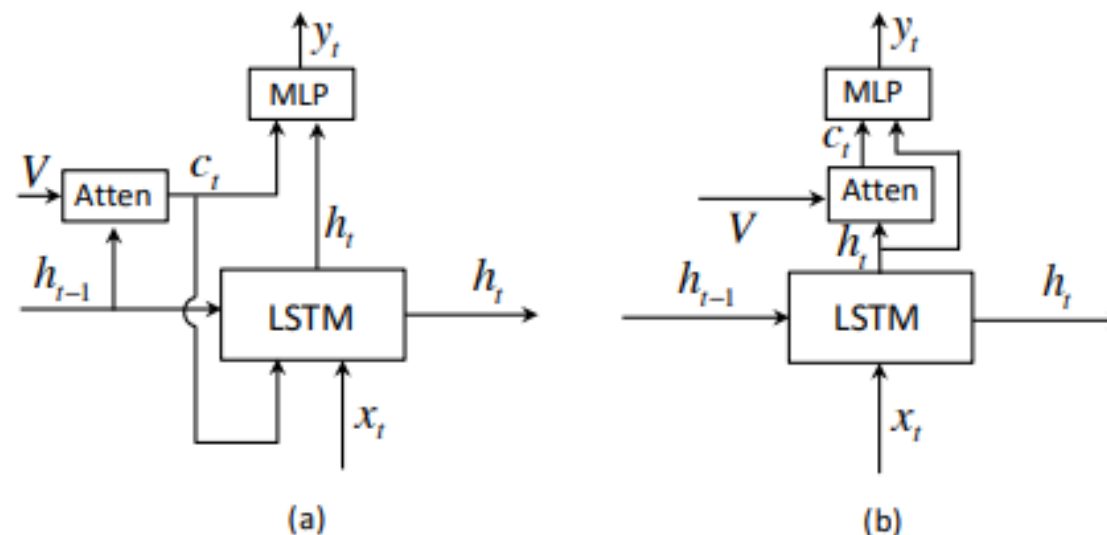 y_t
MLP
V
Atten
c_t
h_t
h_{t-1}
LSTM
h_t
x_t
(a)
y_t
MLP
c_t
Atten
V
h_t
h_{t-1}
LSTM
h_t
x_t
(b)